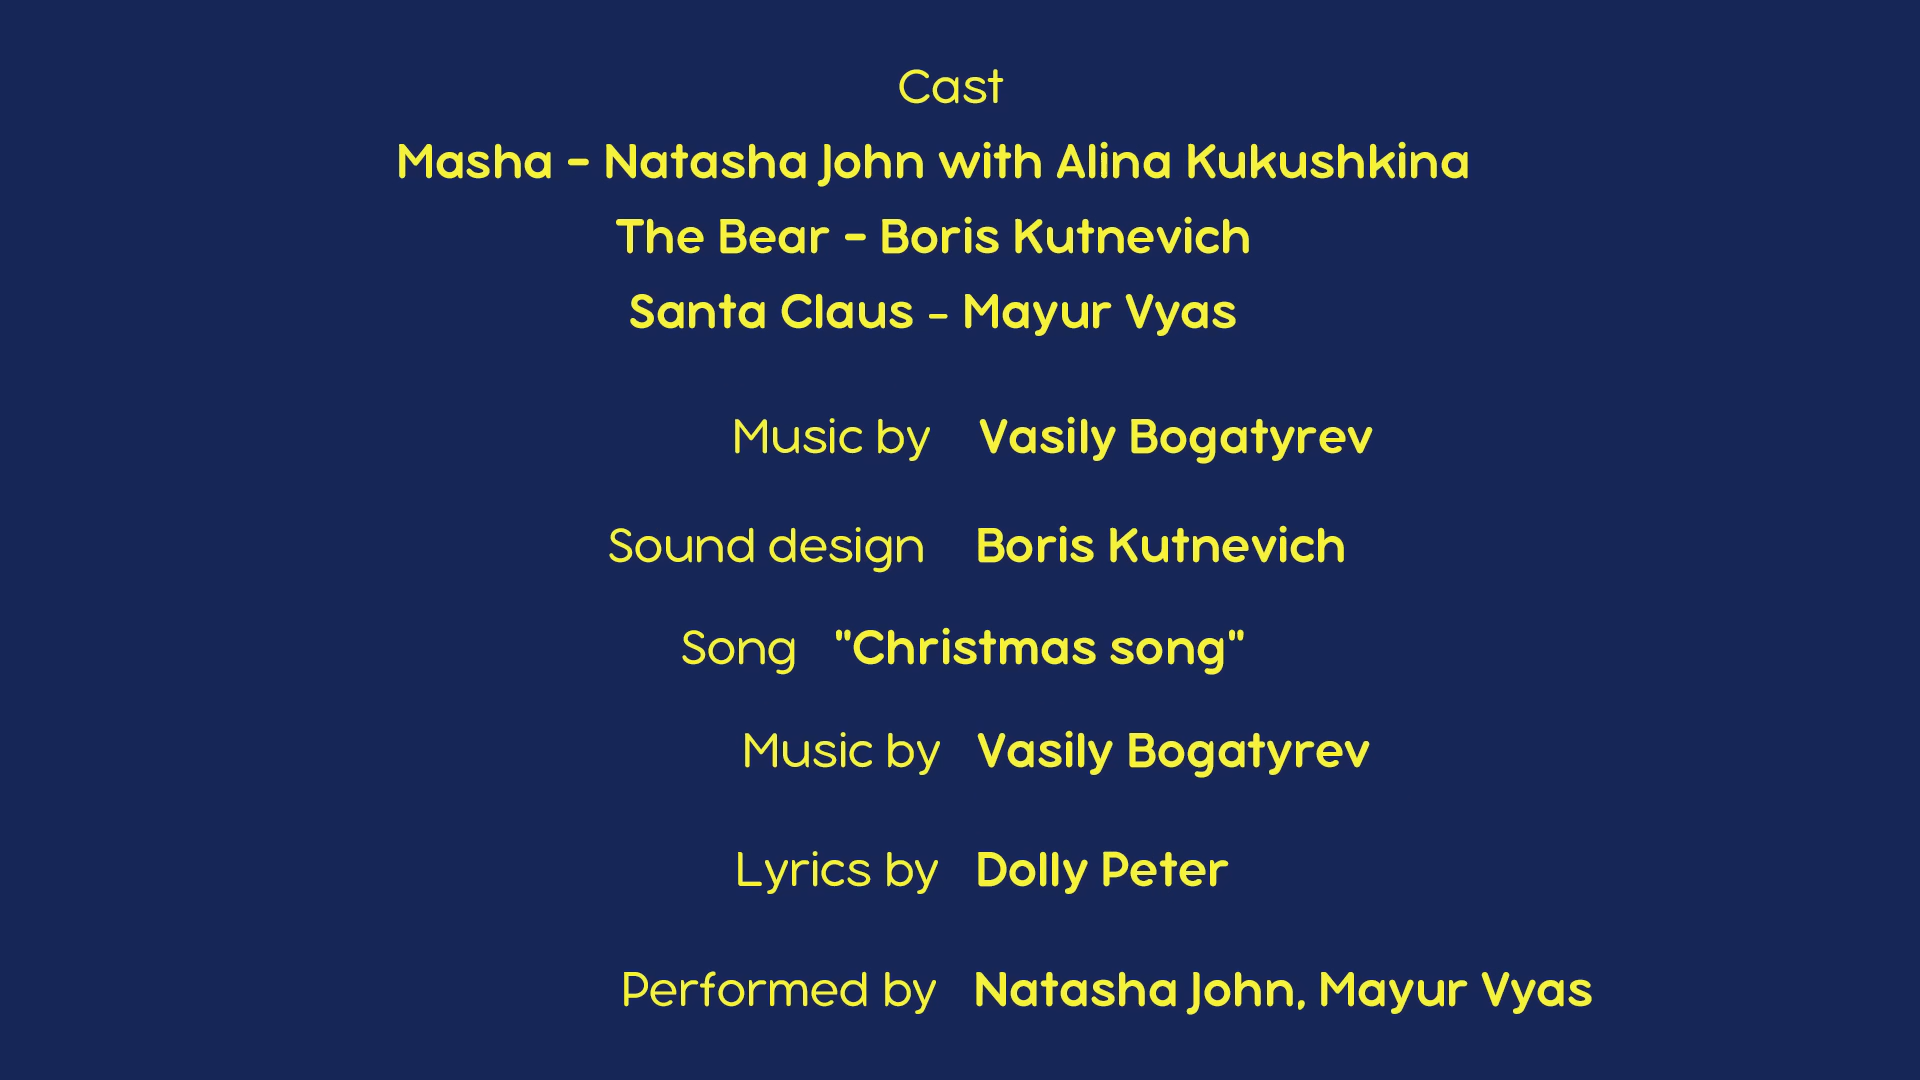 Cast
Masha - Natasha John with Alina Kukushkina
The Bear - Boris Kutnevich
Santa Claus - Mayur Vyas
Music by Vasily Bogatyrev
Sound design Boris Kutnevich
Song "Christmas song"
Music by Vasily Bogatyrev
Lyrics by Dolly Peter
Performed by Natasha John, Mayur Vyas